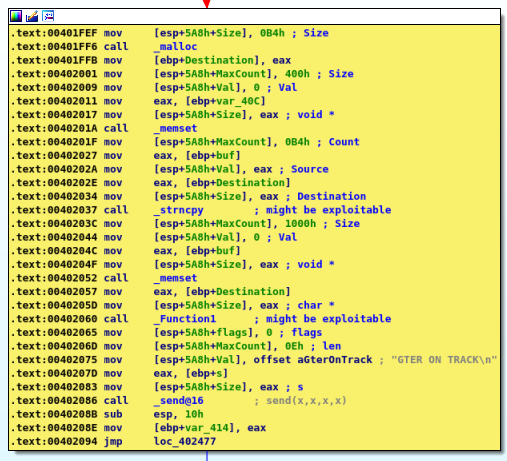 .text:00401FEF mov [esp+5A8h+Size], 0B4h ; Size
.text:00401FF6 call _malloc
.text:00401FFB mov [ebp+Destination], eax
.text:00402001 mov [esp+5A8h+MaxCount], 400h ; Size
.text:00402009 mov [esp+5A8h+Val], 0 ; Val
.text:00402011 mov eax, [ebp+var_40C]
.text:00402017 mov [esp+5A8h+Size], eax ; void *
.text:0040201A call _memset
.text:0040201F mov [esp+5A8h+MaxCount], 0B4h ; Count
.text:00402027 mov eax, [ebp+buf]
.text:0040202A mov [esp+5A8h+Val], eax ; Source
.text:0040202E mov eax, [ebp+Destination]
.text:00402034 mov [esp+5A8h+Size], eax ; Destination
.text:00402037 call _strncpy ; might be exploitable
.text:0040203C mov [esp+5A8h+MaxCount], 1000h ; Size
.text:00402044 mov [esp+5A8h+Val], 0 ; Val
.text:0040204C mov eax, [ebp+buf]
.text:0040204F mov [esp+5A8h+Size], eax ; void *
.text:00402052 call _memset
.text:00402057 mov eax, [ebp+Destination]
.text:0040205D mov [esp+5A8h+Size], eax ; char *
.text:00402060 call _Function1 ; might be exploitable
.text:00402065 mov [esp+5A8h+flags], 0 ; flags
.text:0040206D mov [esp+5A8h+MaxCount], 0Eh ; len
.text:00402075 mov [esp+5A8h+Val], offset aGterOnTrack ; "GTER ON TRACK\n"
.text:0040207D mov eax, [ebp+s]
.text:00402083 mov [esp+5A8h+Size], eax ; s
.text:00402086 call _send@16 ; send(x,x,x,x)
.text:0040208B sub esp, 10h
.text:0040208E mov [ebp+var_414], eax
.text:00402094 jmp loc_402477